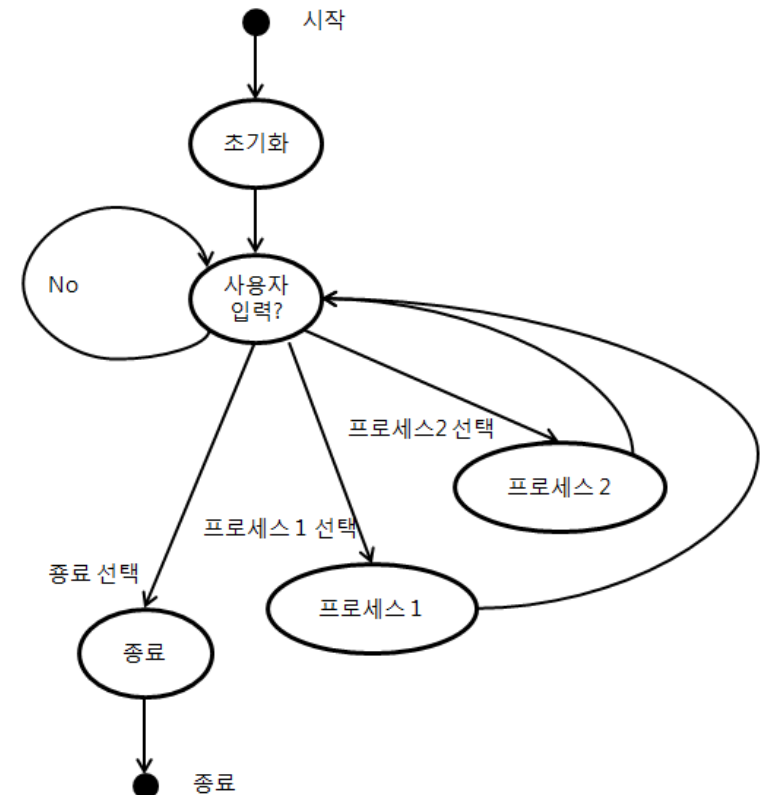 시작
초기화
No
사용자
입력?
프로세스2 선택
프로세스 2
프로세스 1 선택
죵료 선택
프로세스 1
종료
종료